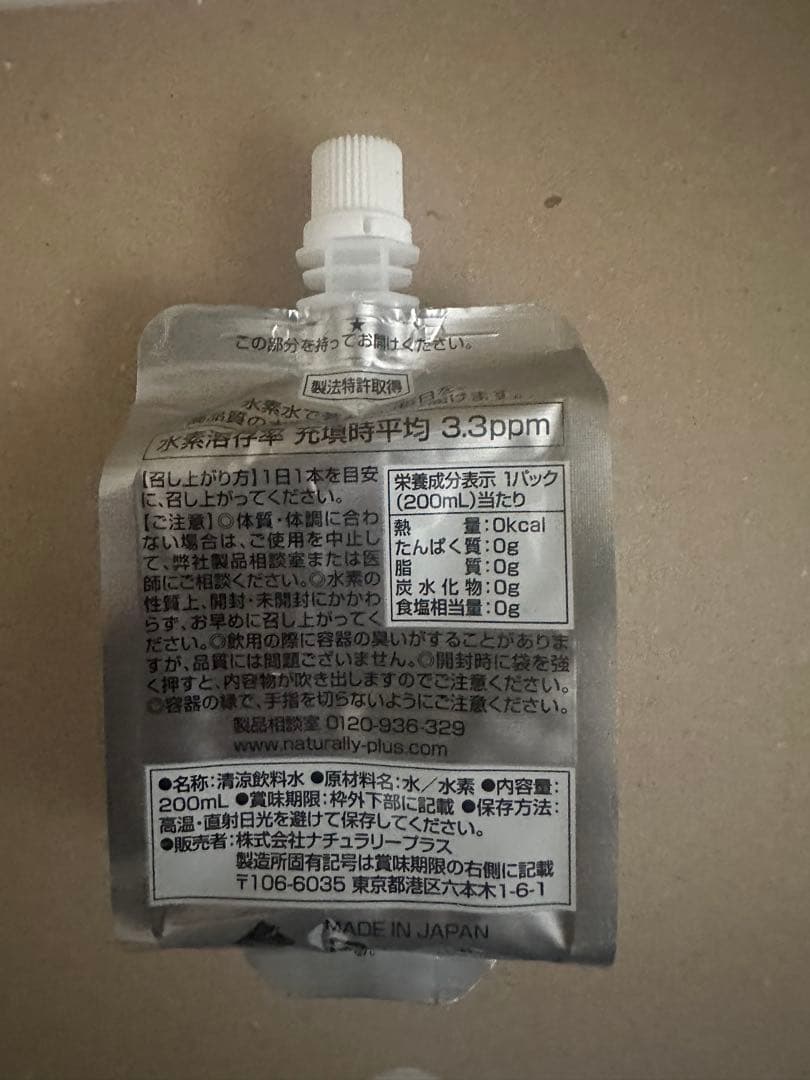 ★
この部分を持ってお開けください。
製法特許取得
水素水で
水素溶存率 充填時平均 3.3ppm
【召し上がり方】1日1本を目安
に、召し上がってください。
【ご注意】◎体質・体調に合わ
ない場合は、ご使用を中止し
て、弊社製品相談室または医
師にご相談ください。◎水素の
性質上、開封・未開封にかかわ
らず、お早めに召し上がってく
ださい。◎飲用の際に容器の臭いがすることがありま
すが、品質には問題ございません。◎開封時に袋を強
く押すと、内容物が吹き出しますのでご注意ください。
◎容器の縁で、手指を切らないようにご注意ください。
製品相談室 0120-936-329
www.naturally-plus.com
栄養成分表示 1パック
(200mL)当たり
熱量:0kcal
たんぱく質:0g
脂質:0g
炭水化物:0g
食塩相当量:0g
●名称:清涼飲料水 ●原材料名:水/水素 ●内容量:
200mL ●賞味期限:枠外下部に記載 ●保存方法:
高温・直射日光を避けて保存してください。
●販売者:株式会社ナチュラリープラス
製造所固有記号は賞味期限の右側に記載
〒106-6035 東京都港区六本木1-6-1
MADE IN JAPAN